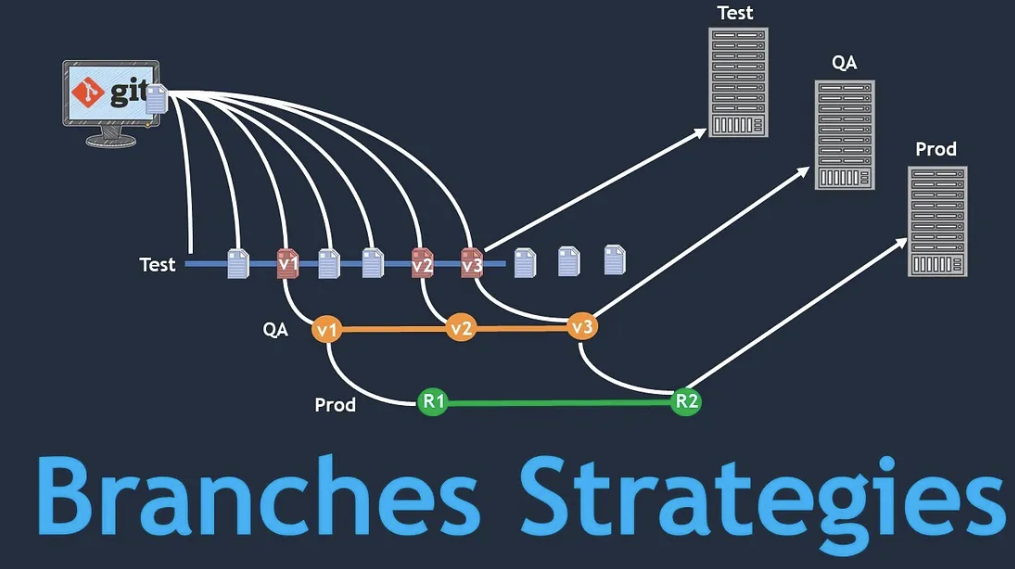 Test
QA
git
Prod
Test
v1
v2
v3
QA
v1
v2
v3
Prod
R1
R2
Branches Strategies